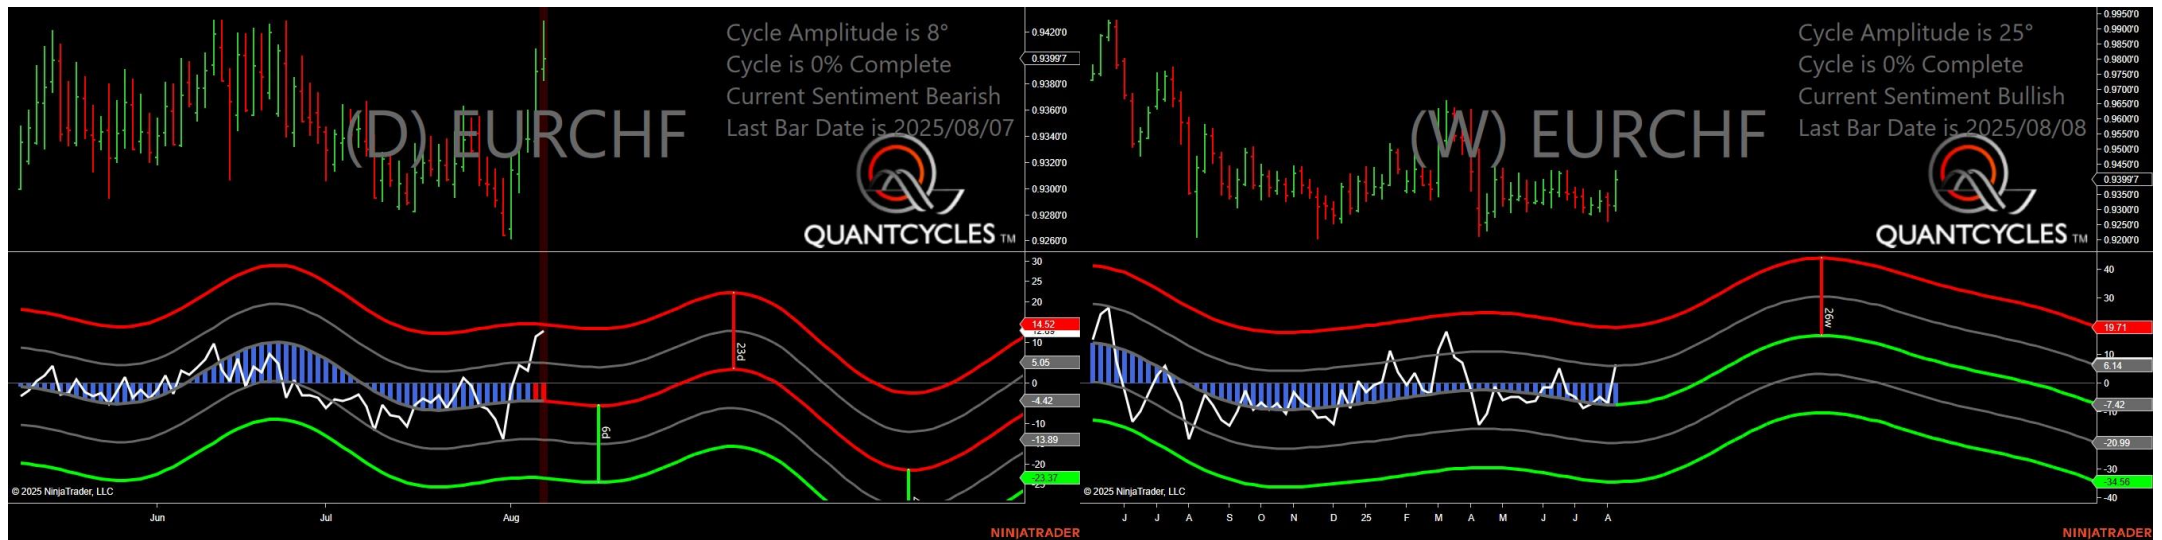 Cycle Amplitude is 8°
Cycle is 0% Complete
Current Sentiment Bearish
Last Bar Date is 2025/08/07
(D) EURCHF
QUANTCYCLES TM
0.9420'0
0.9399'7
0.9380'0
0.9360'0
0.9340'0
0.9320'0
0.9300'0
0.9280'0
0.9260'0
30
25
20
14.52
10
5.05
0
-4.42
-10
-13.89
-20
-23.37
23d
6d
© 2025 NinjaTrader, LLC
Jun Jul Aug
NINJATRADER
Cycle Amplitude is 25°
Cycle is 0% Complete
Current Sentiment Bullish
Last Bar Date is 2025/08/08
(W) EURCHF
QUANTCYCLES TM
0.9950'0
0.9900'0
0.9850'0
0.9800'0
0.9750'0
0.9700'0
0.9650'0
0.9600'0
0.9550'0
0.9500'0
0.9450'0
0.9399'7
0.9350'0
0.9300'0
0.9250'0
0.9200'0
40
30
19.71
10
6.14
0
-7.42
-10
-20.99
-30
-34.56
-40
26w
© 2025 NinjaTrader, LLC
J J A S O N D 25 F M A M J J A
NINJATRADER